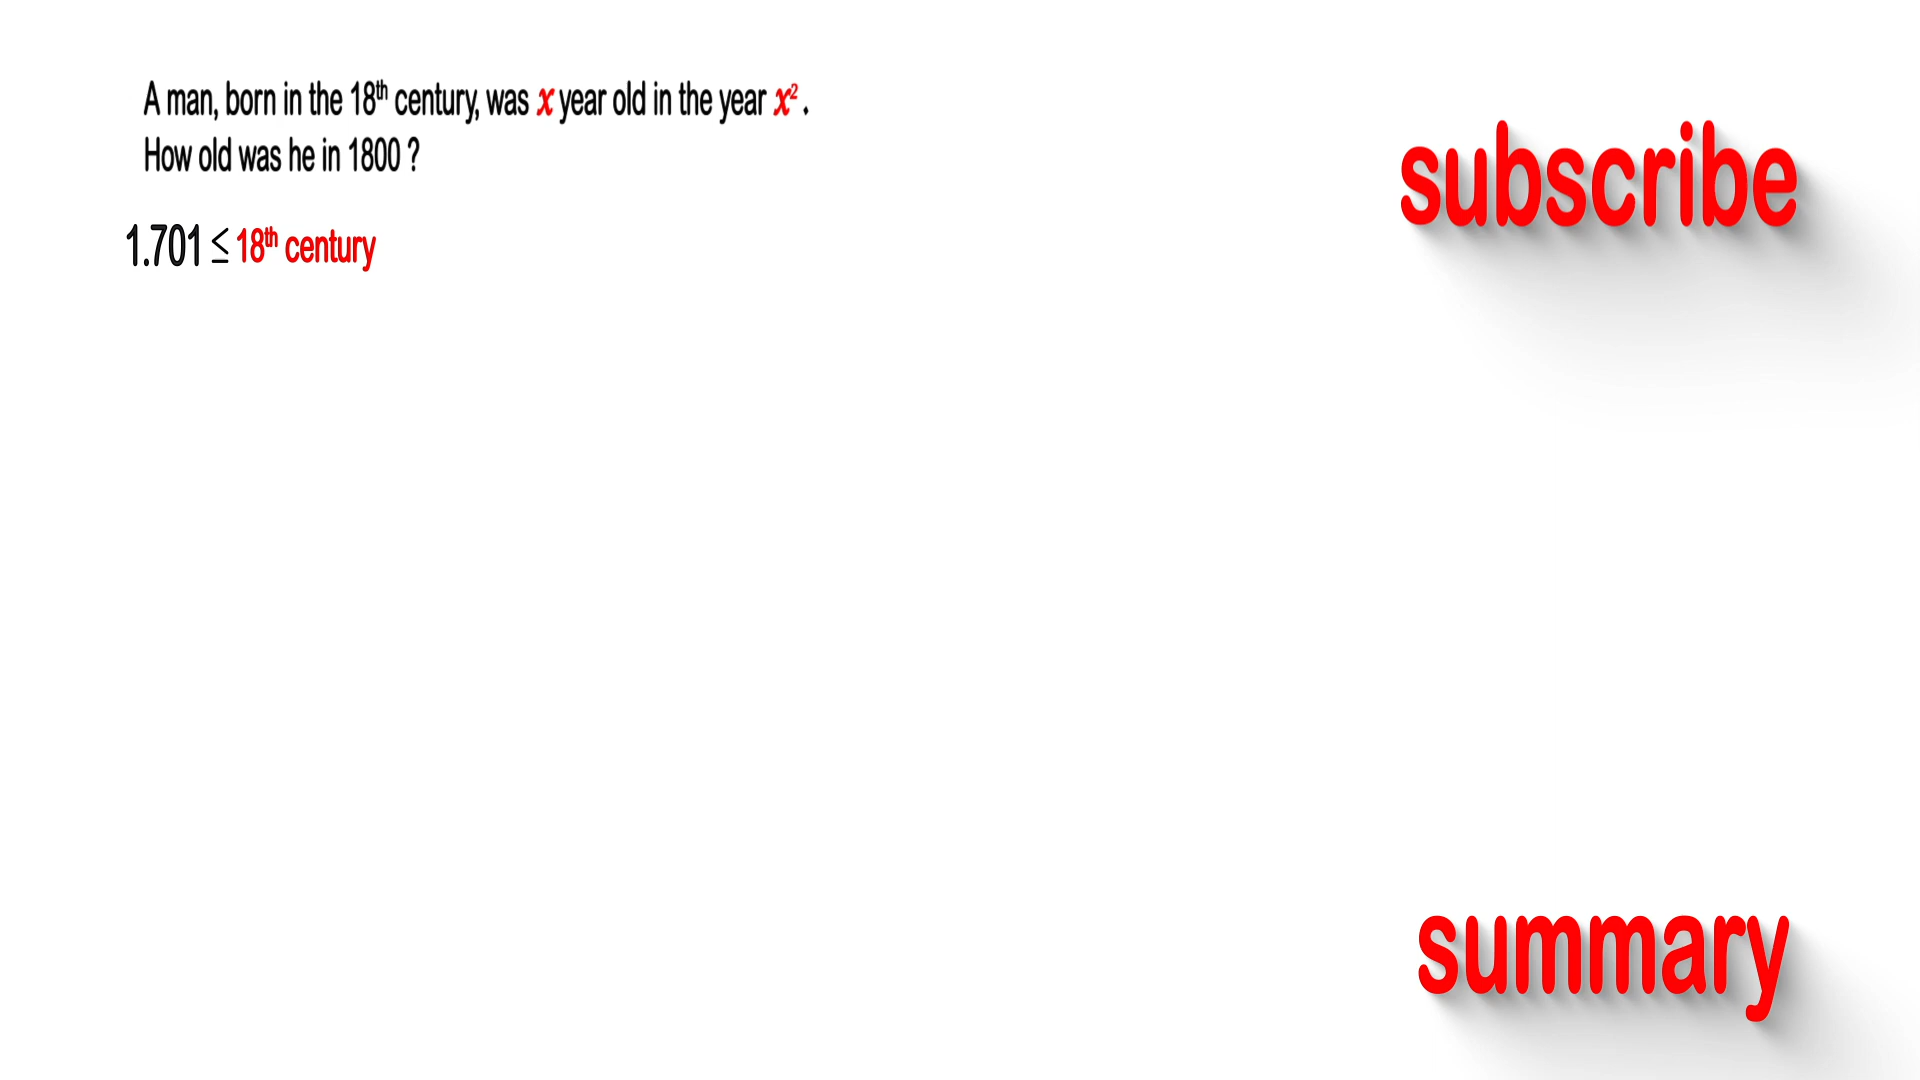 A man, born in the 18th century, was x year old in the year x².
How old was he in 1800 ?
subscribe
1.701 ≤ 18th century
summary